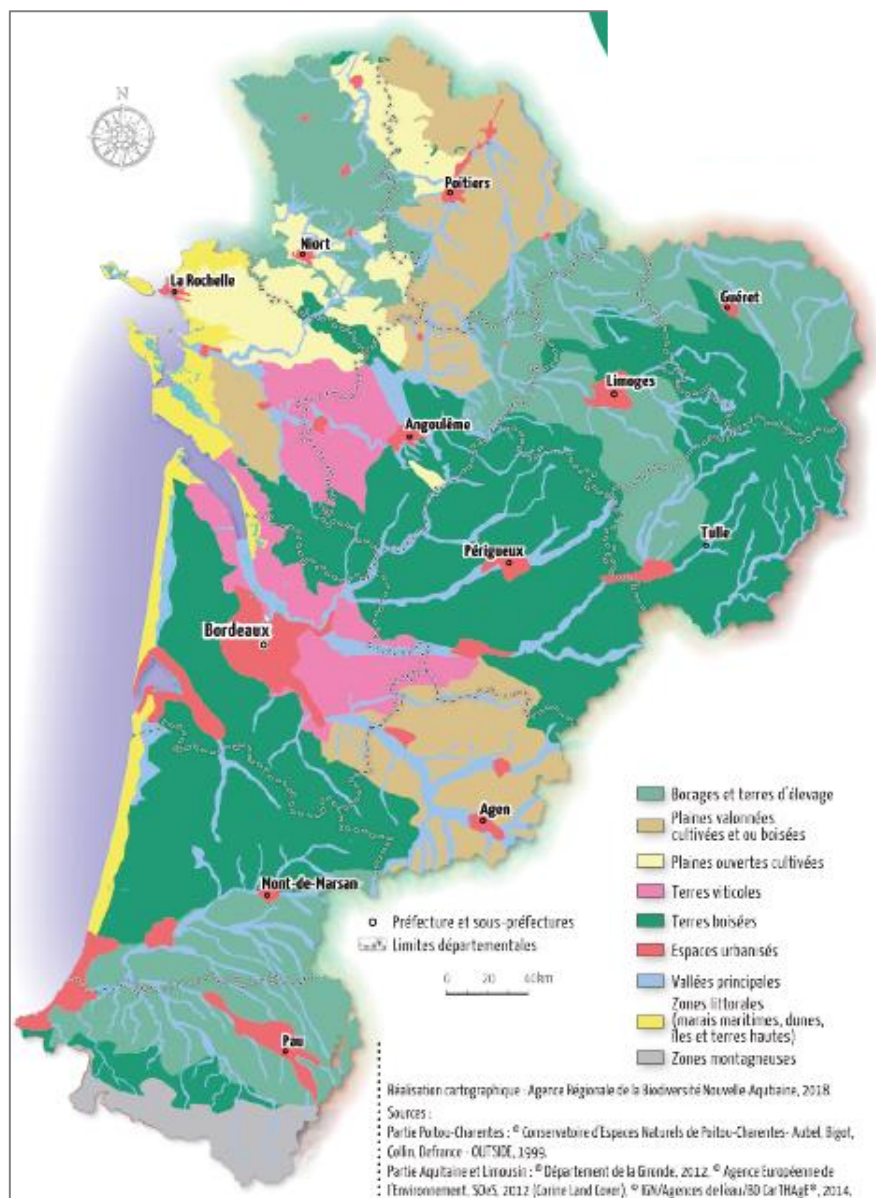 N
Poitiers
Niort
La Rochelle
Guéret
Limoges
Angoulême
Tulle
Périgueux
Bordeaux
Agen
Mont-de-Marsan
Pau
Bocages et terres d'élevage
Plaines valonnées
cultivées et ou boisées
Plaines ouvertes cultivées
Terres viticoles
Terres boisées
Espaces urbanisés
Vallées principales
Zones littorales
(marais maritimes, dunes,
îles et terres hautes)
Zones montagneuses
Préfecture et sous-préfectures
Limites départementales
0 20 40km
Réalisation cartographique : Agence Régionale de la Biodiversité Nouvelle-Aquitaine, 2018.
Sources :
Partie Poitou-Charentes : © Conservatoire d'Espaces Naturels de Poitou-Charentes- Aubel, Bigot,
Collin, Defrance - OUTSIDE, 1999.
Partie Aquitaine et Limousin : © Département de la Gironde, 2012, © Agence Européenne de
l'Environnement, SOeS, 2012 (Corine Land Cover), © IGN/Agences de l'eau/BD CarTHAgE®, 2014.